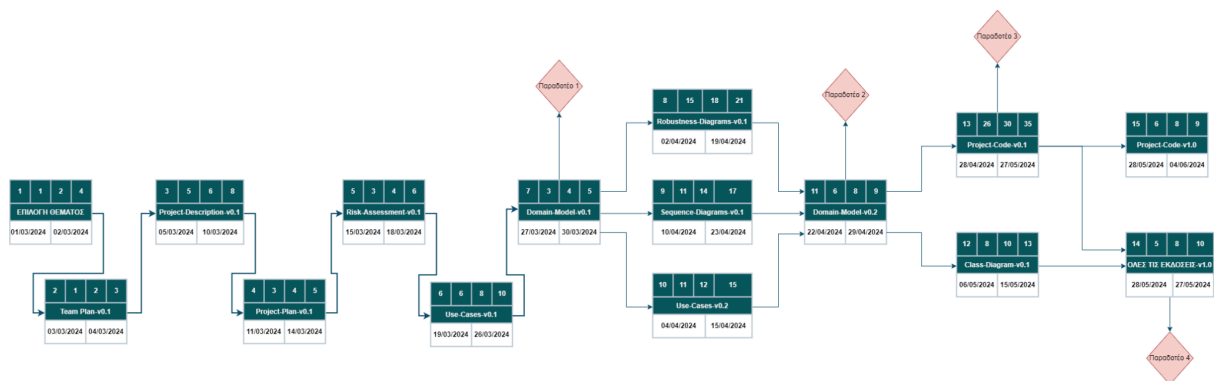 Παραδοτέο 1
Παραδοτέο 2
Παραδοτέο 3
1 1 2 4
ΕΠΙΛΟΓΗ ΘΕΜΑΤΟΣ
01/03/2024 02/03/2024
2 1 2 3
Team Plan-v0.1
03/03/2024 04/03/2024
3 5 6 8
Project-Description-v0.1
05/03/2024 10/03/2024
4 3 4 5
Project-Plan-v0.1
11/03/2024 14/03/2024
5 3 4 6
Risk-Assessment-v0.1
15/03/2024 18/03/2024
6 6 8 10
Use-Cases-v0.1
19/03/2024 26/03/2024
7 3 4 5
Domain-Model-v0.1
27/03/2024 30/03/2024
8 15 18 21
Robustness-Diagrams-v0.1
02/04/2024 19/04/2024
9 11 14 17
Sequence-Diagrams-v0.1
10/04/2024 23/04/2024
10 11 12 15
Use-Cases-v0.2
04/04/2024 15/04/2024
11 6 8 9
Domain-Model-v0.2
22/04/2024 29/04/2024
13 26 30 35
Project-Code-v0.1
28/04/2024 27/05/2024
12 8 10 13
Class-Diagram-v0.1
06/05/2024 15/05/2024
15 6 8 9
Project-Code-v1.0
28/05/2024 04/06/2024
14 5 8 10
ΟΛΕΣ ΤΙΣ ΕΚΔΟΣΕΙΣ-v1.0
28/05/2024 27/05/2024
Παραδοτέο 4